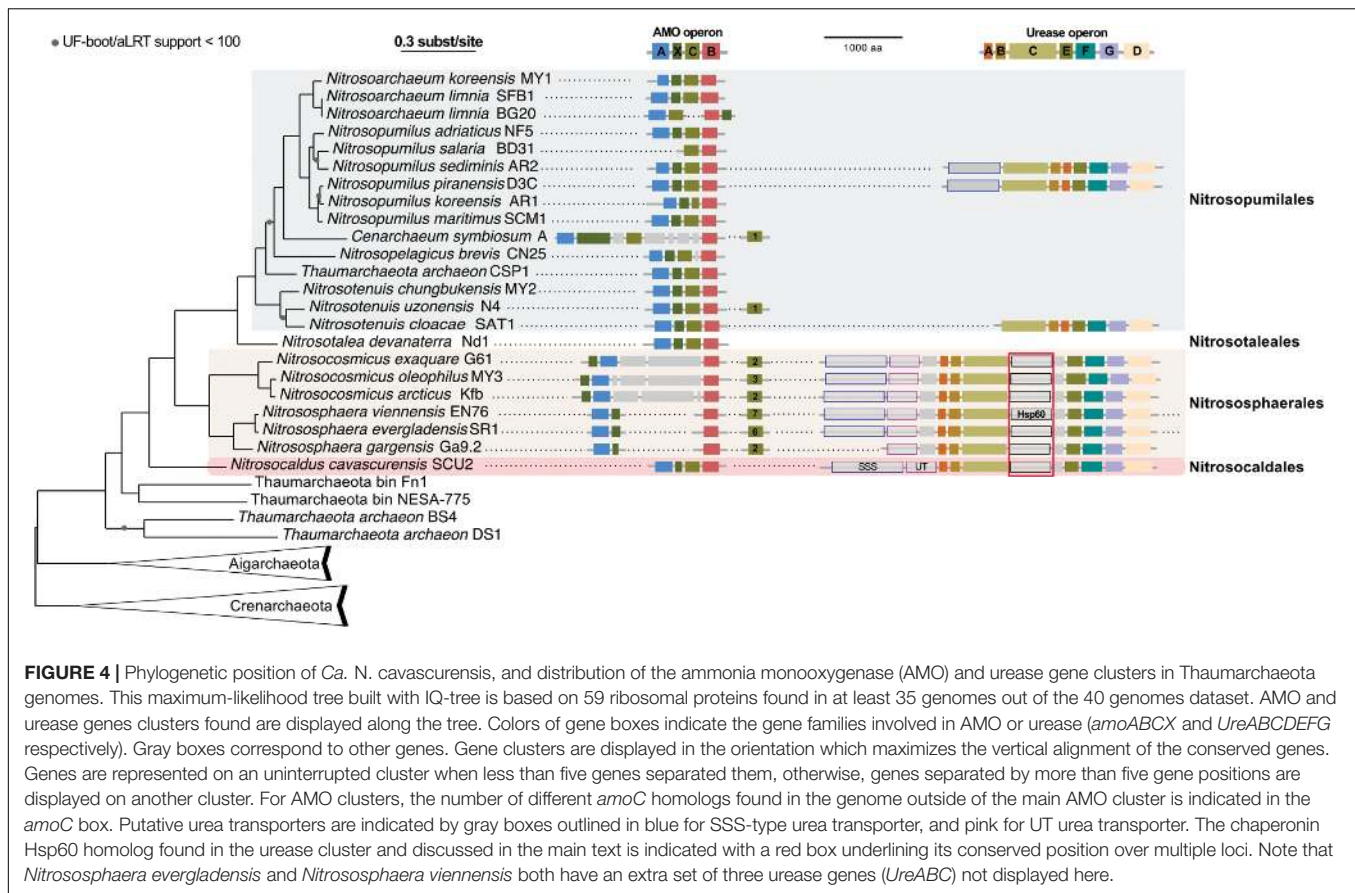 ● UF-boot/aLRT support < 100
0.3 subst/site
AMO operon
A X C B
1000 aa
Urease operon
A B C E F G D
Nitrosoarchaeum koreensis MY1
Nitrosoarchaeum limnia SFB1
Nitrosoarchaeum limnia BG20
Nitrosopumilus adriaticus NF5
Nitrosopumilus salaria BD31
Nitrosopumilus sediminis AR2
Nitrosopumilus piranensis D3C
Nitrosopumilus koreensis AR1
Nitrosopumilus maritimus SCM1
Nitrosopumilales
Cenarchaeum symbiosum A 1
Nitrosopelagicus brevis CN25
Thaumarchaeota archaeon CSP1
Nitrosotenuis chungbukensis MY2
Nitrosotenuis uzonensis N4 1
Nitrosotenuis cloacae SAT1
Nitrosotalea devanaterra Nd1
Nitrosotaleales
Nitrosocosmicus exaquare G61 2
Nitrosocosmicus oleophilus MY3 3
Nitrosocosmicus arcticus Kfb 2
Nitrososphaerales
Nitrososphaera viennensis EN76 7 Hsp60
Nitrososphaera evergladensis SR1 6
Nitrososphaera gargensis Ga9.2 2
Nitrosocaldus cavascurensis SCU2 SSS UT
Nitrosocaldales
Thaumarchaeota bin Fn1
Thaumarchaeota bin NESA-775
Thaumarchaeota archaeon BS4
Thaumarchaeota archaeon DS1
Aigarchaeota
Crenarchaeota
FIGURE 4 | Phylogenetic position of Ca. N. cavascurensis, and distribution of the ammonia monooxygenase (AMO) and urease gene clusters in Thaumarchaeota
genomes. This maximum-likelihood tree built with IQ-tree is based on 59 ribosomal proteins found in at least 35 genomes out of the 40 genomes dataset. AMO and
urease genes clusters found are displayed along the tree. Colors of gene boxes indicate the gene families involved in AMO or urease (amoABCX and UreABCDEFG
respectively). Gray boxes correspond to other genes. Gene clusters are displayed in the orientation which maximizes the vertical alignment of the conserved genes.
Genes are represented on an uninterrupted cluster when less than five genes separated them, otherwise, genes separated by more than five gene positions are
displayed on another cluster. For AMO clusters, the number of different amoC homologs found in the genome outside of the main AMO cluster is indicated in the
amoC box. Putative urea transporters are indicated by gray boxes outlined in blue for SSS-type urea transporter, and pink for UT urea transporter. The chaperonin
Hsp60 homolog found in the urease cluster and discussed in the main text is indicated with a red box underlining its conserved position over multiple loci. Note that
Nitrososphaera evergladensis and Nitrososphaera viennensis both have an extra set of three urease genes (UreABC) not displayed here.